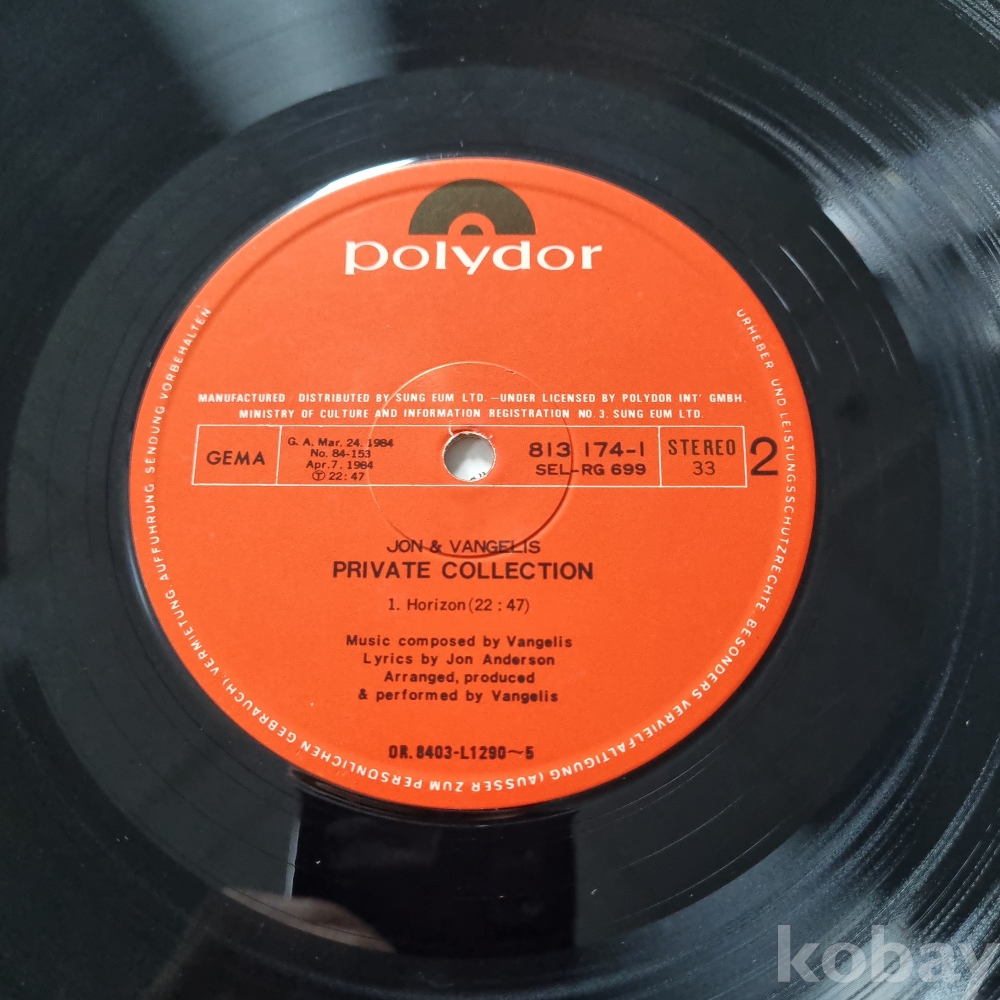 polydor
MANUFACTURED DISTRIBUTED BY SUNG EUM LTD. —UNDER LICENSED BY POLYDOR INT' GMBH.
MINISTRY OF CULTURE AND INFORMATION REGISTRATION NO. 3. SUNG EUM LTD.
GEMA
G. A. Mar. 24. 1984
No. 84-153
Apr. 7. 1984
Ⓣ 22:47
813 174-1
SEL-RG 699
STEREO
33
2
JON & VANGELIS
PRIVATE COLLECTION
1. Horizon (22 : 47)
Music composed by Vangelis
Lyrics by Jon Anderson
Arranged, produced
& performed by Vangelis
OR. 8403-L1290~5
URHEBER- UND LEISTUNGSSCHUTZRECHTE, BESONDERS VERVIELFALTIGUNG (AUSSER ZUM PERSONLICHEN GEBRAUCH), VERMIETUNG, AUFFUHRUNG, SENDUNG VORBEHALTEN
kobay